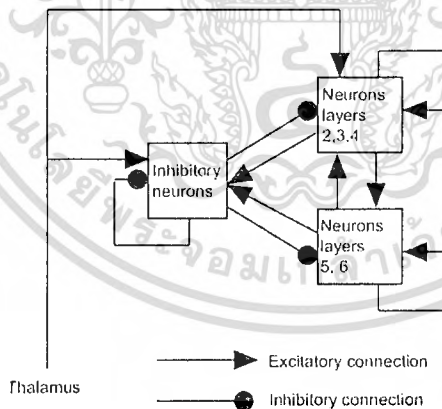 Neurons
layers
2,3,4
Inhibitory
neurons
Neurons
layers
5, 6
Excitatory connection
Thalamus
Inhibitory connection